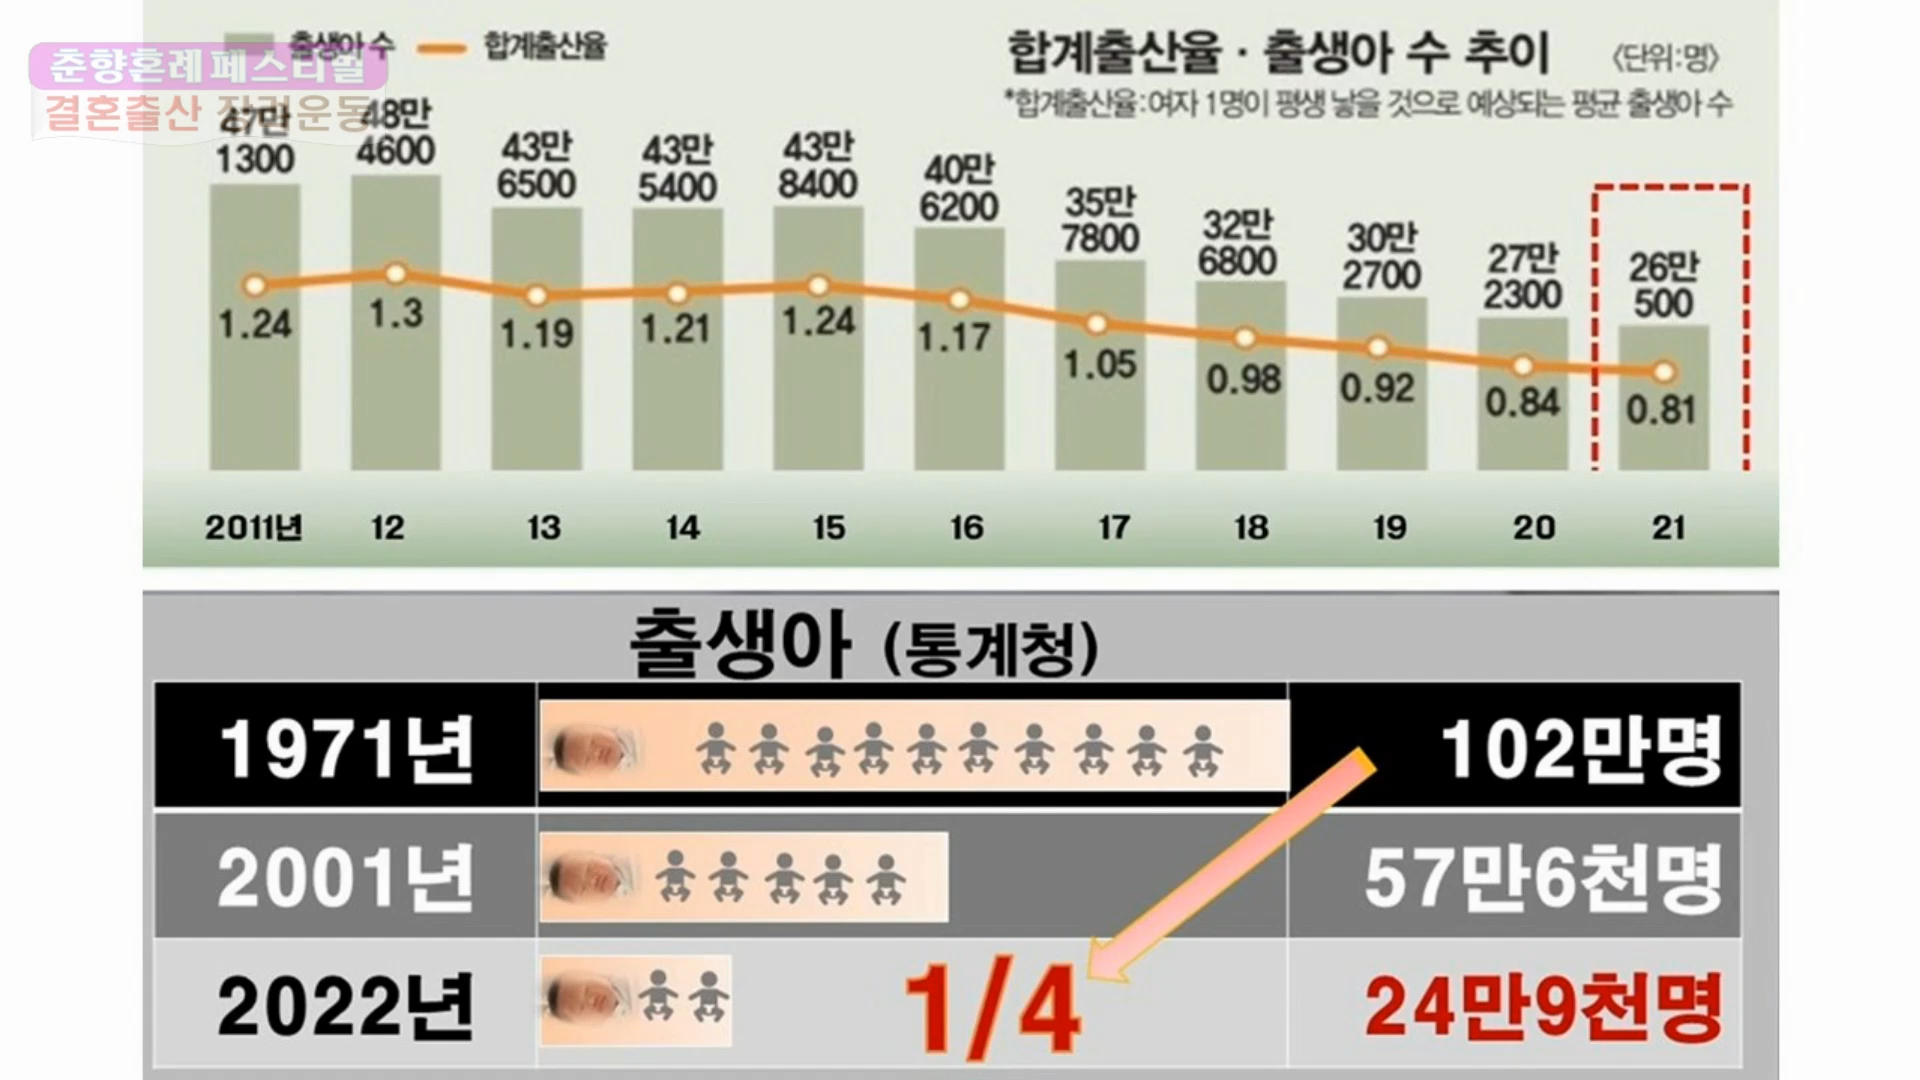 춘향혼례페스티벌
결혼출산 장려운동
출생아 수
합계출산율
합계출산율 · 출생아 수 추이 〈단위:명〉
*합계출산율:여자 1명이 평생 낳을 것으로 예상되는 평균 출생아 수
47만
1300
48만
4600
43만
6500
43만
5400
43만
8400
40만
6200
35만
7800
32만
6800
30만
2700
27만
2300
26만
500
1.24
1.3
1.19
1.21
1.24
1.17
1.05
0.98
0.92
0.84
0.81
2011년 12 13 14 15 16 17 18 19 20 21
출생아 (통계청)
1971년 102만명
2001년 57만6천명
2022년 1/4 24만9천명